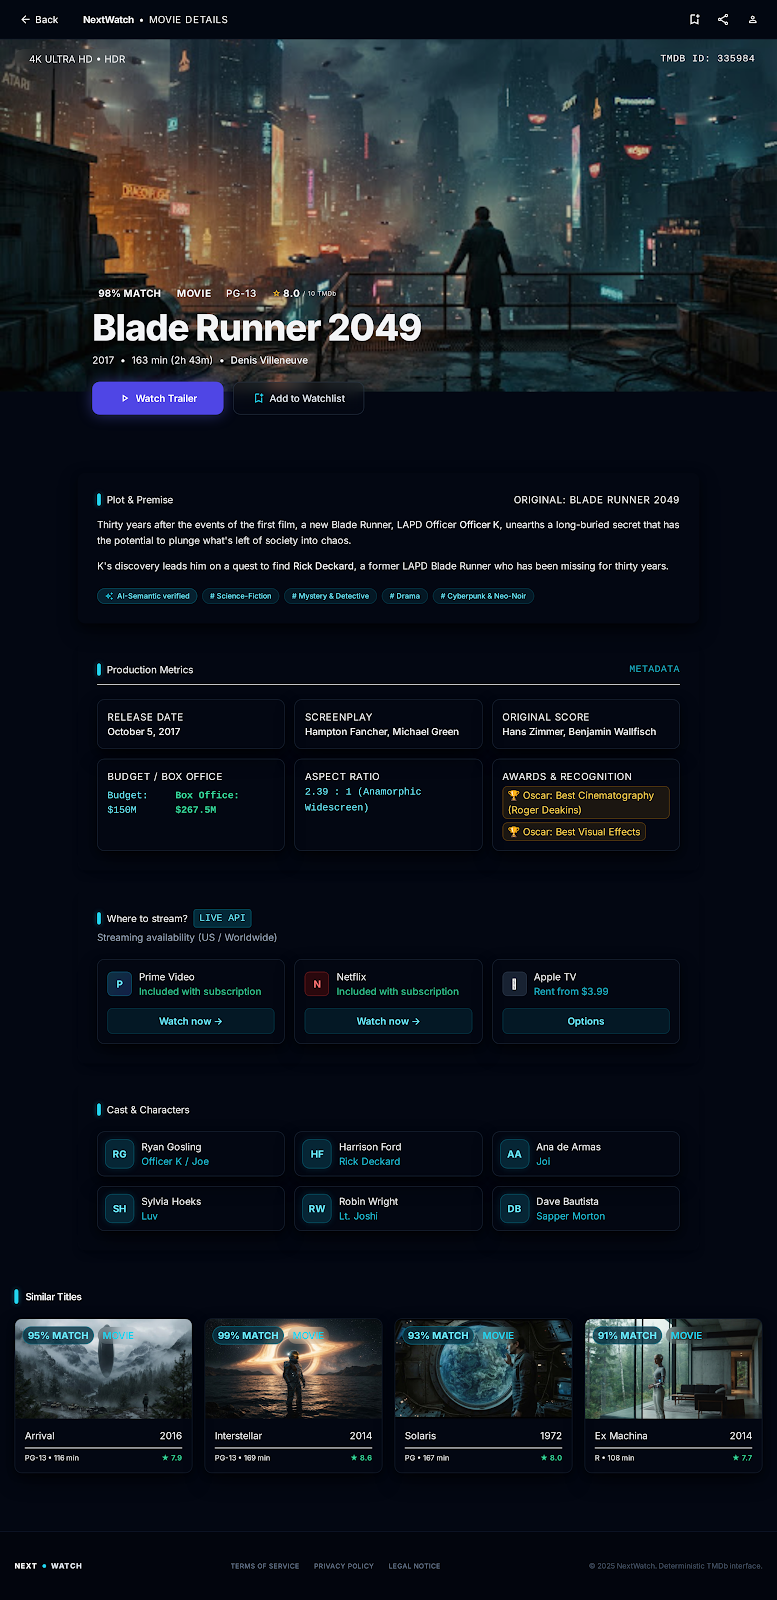 Back
NextWatch • MOVIE DETAILS
4K ULTRA HD • HDR
TMDB ID: 335984
ATARI
JOST
Panasonic
98% MATCH MOVIE PG-13 ☆ 8.0 / 10 TMDb
Blade Runner 2049
2017 • 163 min (2h 43m) • Denis Villeneuve
Watch Trailer
Add to Watchlist
Plot & Premise
ORIGINAL: BLADE RUNNER 2049
Thirty years after the events of the first film, a new Blade Runner, LAPD Officer Officer K, unearths a long-buried secret that has
the potential to plunge what's left of society into chaos.
K's discovery leads him on a quest to find Rick Deckard, a former LAPD Blade Runner who has been missing for thirty years.
AI-Semantic verified
# Science-Fiction
# Mystery & Detective
# Drama
# Cyberpunk & Neo-Noir
Production Metrics
METADATA
RELEASE DATE
October 5, 2017
SCREENPLAY
Hampton Fancher, Michael Green
ORIGINAL SCORE
Hans Zimmer, Benjamin Wallfisch
BUDGET / BOX OFFICE
Budget:
$150M
Box Office:
$267.5M
ASPECT RATIO
2.39 : 1 (Anamorphic
Widescreen)
AWARDS & RECOGNITION
🏆 Oscar: Best Cinematography
(Roger Deakins)
🏆 Oscar: Best Visual Effects
Where to stream?
LIVE API
Streaming availability (US / Worldwide)
P
Prime Video
Included with subscription
Watch now →
N
Netflix
Included with subscription
Watch now →
Apple TV
Rent from $3.99
Options
Cast & Characters
RG
Ryan Gosling
Officer K / Joe
HF
Harrison Ford
Rick Deckard
AA
Ana de Armas
Joi
SH
Sylvia Hoeks
Luv
RW
Robin Wright
Lt. Joshi
DB
Dave Bautista
Sapper Morton
Similar Titles
95% MATCH MOVIE
Arrival 2016
PG-13 • 116 min ★ 7.9
99% MATCH MOVIE
Interstellar 2014
PG-13 • 169 min ★ 8.6
93% MATCH MOVIE
Solaris 1972
PG • 167 min ★ 8.0
91% MATCH MOVIE
Ex Machina 2014
R • 108 min ★ 7.7
NEXT • WATCH
TERMS OF SERVICE
PRIVACY POLICY
LEGAL NOTICE
© 2025 NextWatch. Deterministic TMDb interface.